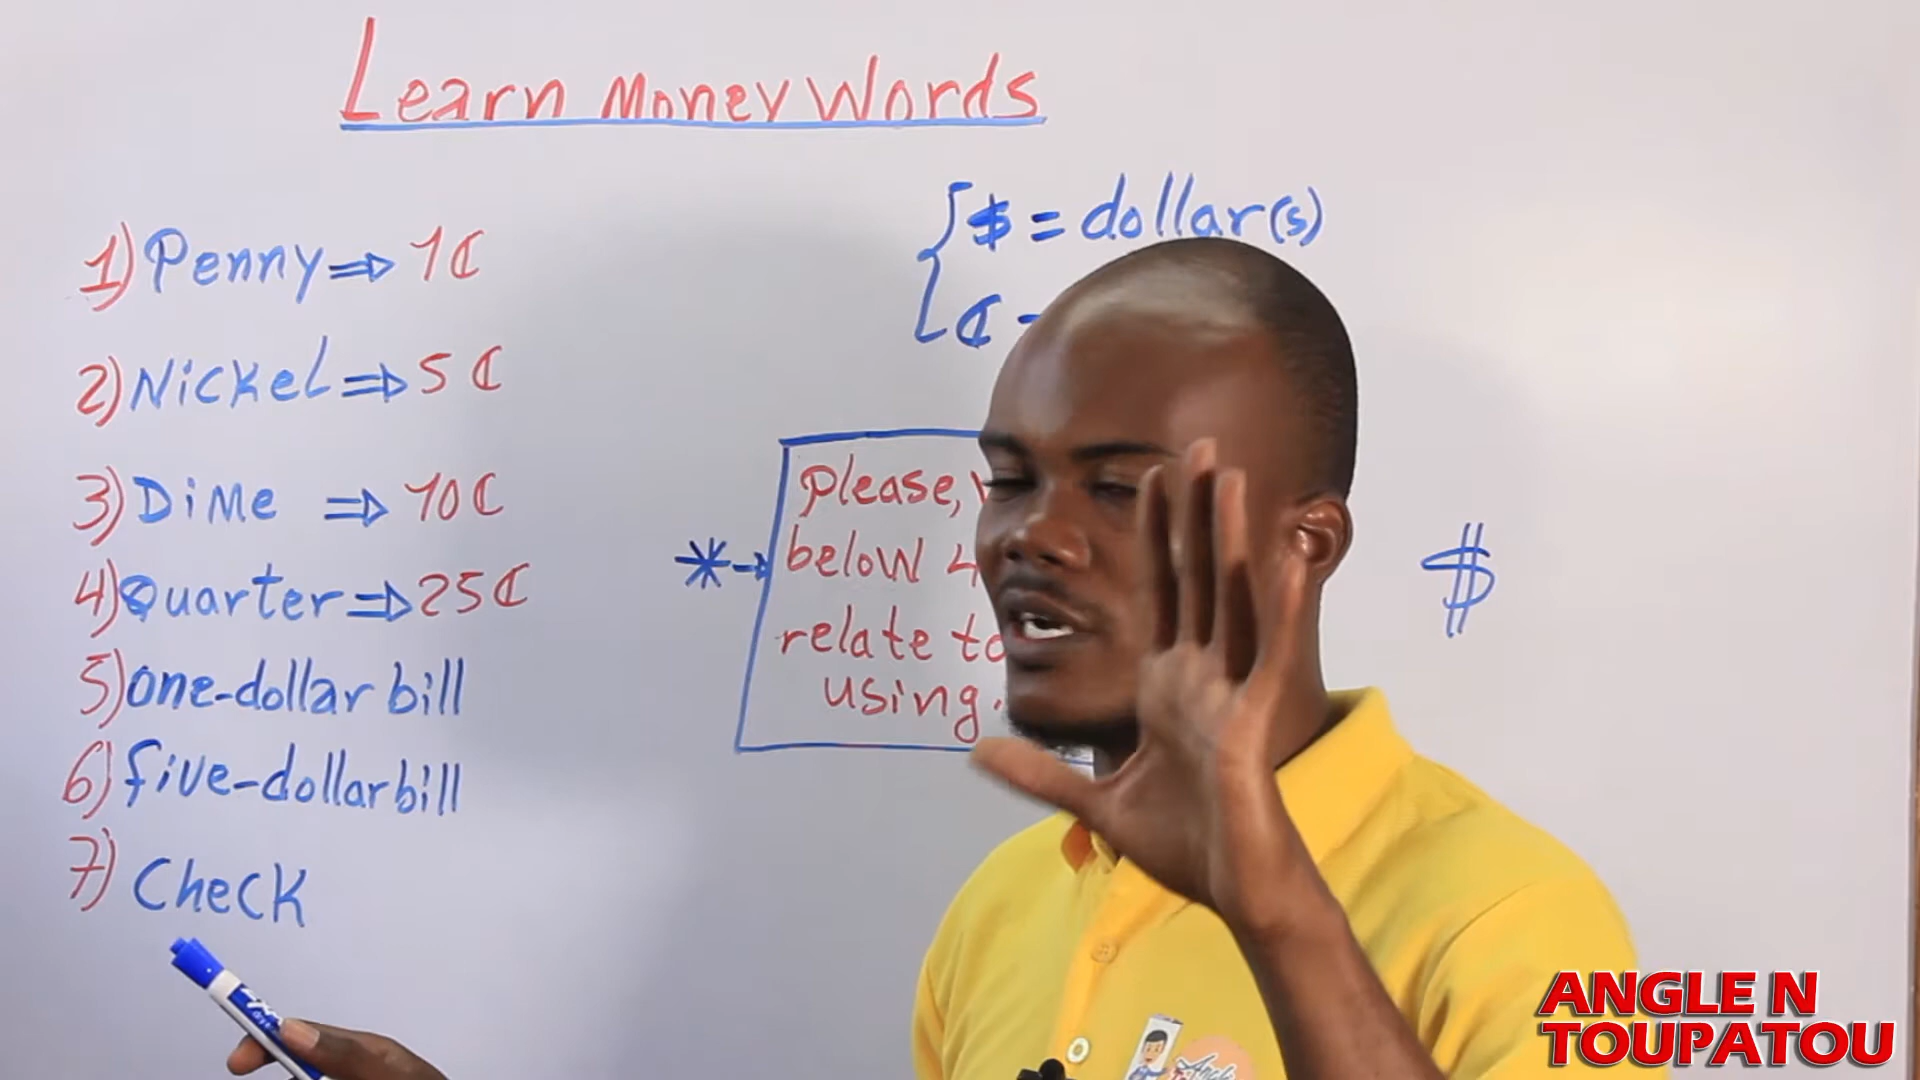 Learn Money Words
1) Penny ⇒ 1₵
2) Nickel ⇒ 5₵
3) Dime ⇒ 10₵
4) Quarter ⇒ 25₵
5) one-dollar bill
6) five-dollar bill
7) Check
$ = dollar(s)
₵
* → Please,
below 4
relate to
using.
$
ANGLE N
TOUPATOU